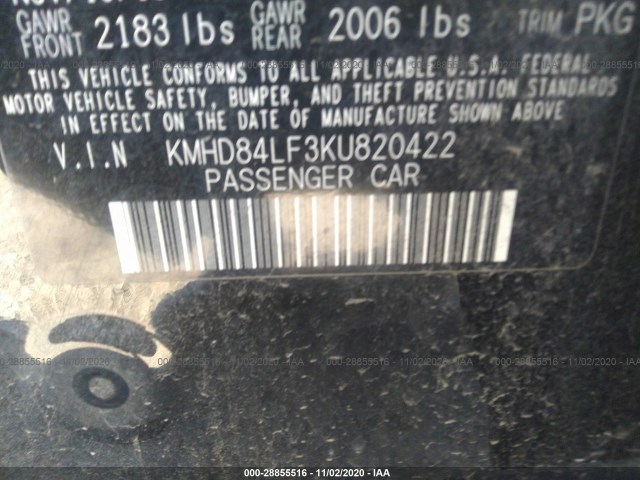 GAWR FRONT 2183 lbs GAWR REAR 2006 lbs TRIM PKG
THIS VEHICLE CONFORMS TO ALL APPLICABLE U.S.A. FEDERAL
MOTOR VEHICLE SAFETY, BUMPER, AND THEFT PREVENTION STANDARDS
IN EFFECT ON THE DATE OF MANUFACTURE SHOWN ABOVE
V.I.N KMHD84LF3KU820422
PASSENGER CAR
000-28855516 - 11/02/2020 - IAA